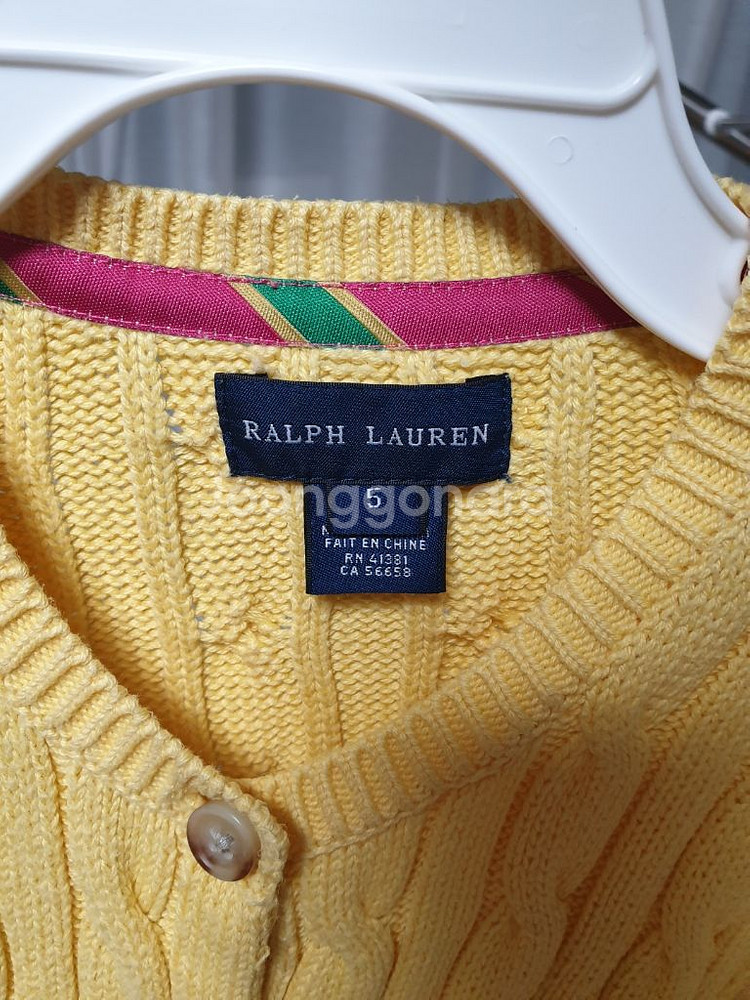 RALPH LAUREN
5
FAIT EN CHINE
RN 41381
CA 56658